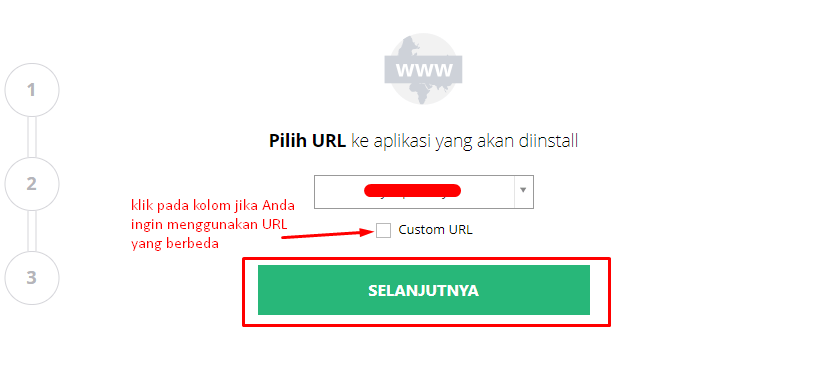 www
1
Pilih URL ke aplikasi yang akan diinstall
2
klik pada kolom jika Anda
ingin menggunakan URL
yang berbeda
Custom URL
3
SELANJUTNYA